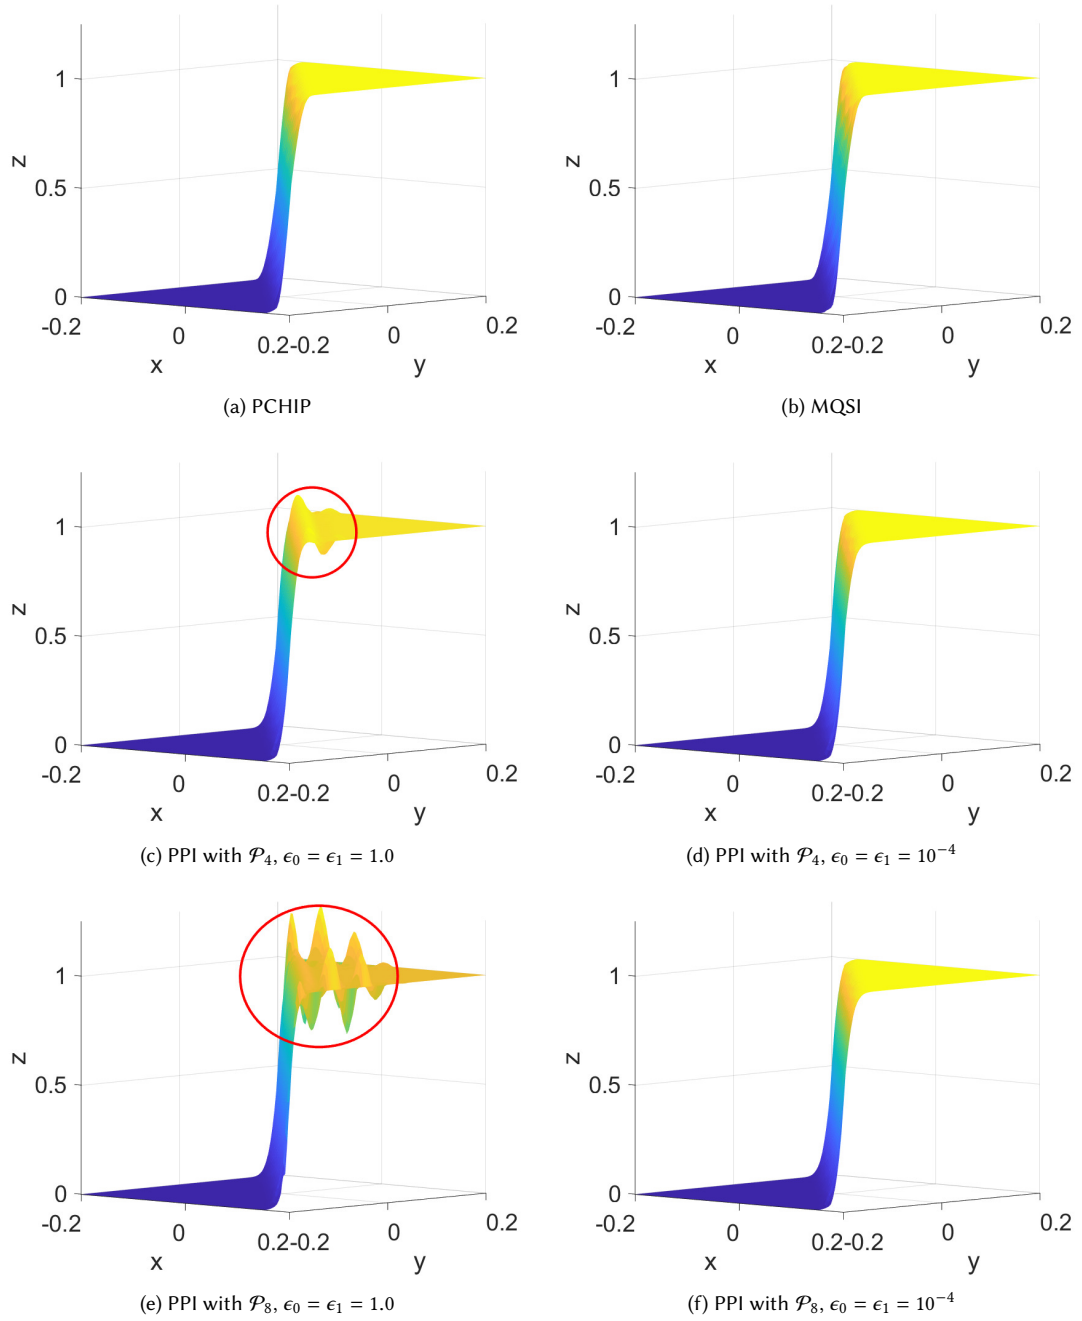 1
0.5
0
z
-0.2
0
0.2
-0.2
0
0.2
x
y
(a) PCHIP
1
0.5
0
z
-0.2
0
0.2
-0.2
0
0.2
x
y
(b) MQSI
1
0.5
0
z
-0.2
0
0.2
-0.2
0
0.2
x
y
(c) PPI with 𝒫₄, ϵ₀ = ϵ₁ = 1.0
1
0.5
0
z
-0.2
0
0.2
-0.2
0
0.2
x
y
(d) PPI with 𝒫₄, ϵ₀ = ϵ₁ = 10⁻⁴
1
0.5
0
z
-0.2
0
0.2
-0.2
0
0.2
x
y
(e) PPI with 𝒫₈, ϵ₀ = ϵ₁ = 1.0
1
0.5
0
z
-0.2
0
0.2
-0.2
0
0.2
x
y
(f) PPI with 𝒫₈, ϵ₀ = ϵ₁ = 10⁻⁴